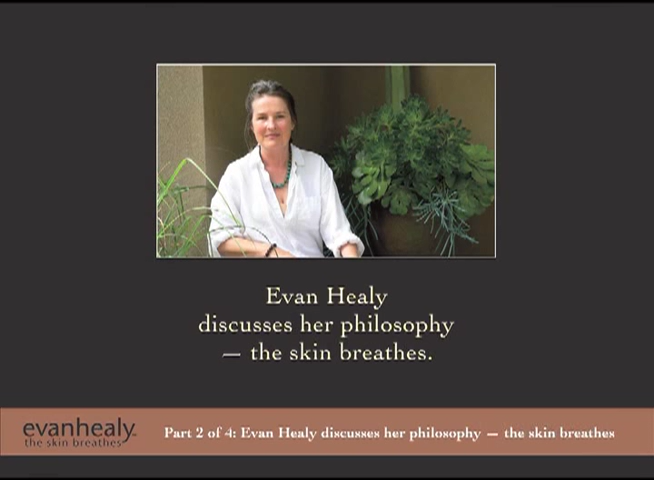 Evan Healy
discusses her philosophy
— the skin breathes.
evanhealy™
the skin breathes
Part 2 of 4: Evan Healy discusses her philosophy — the skin breathes